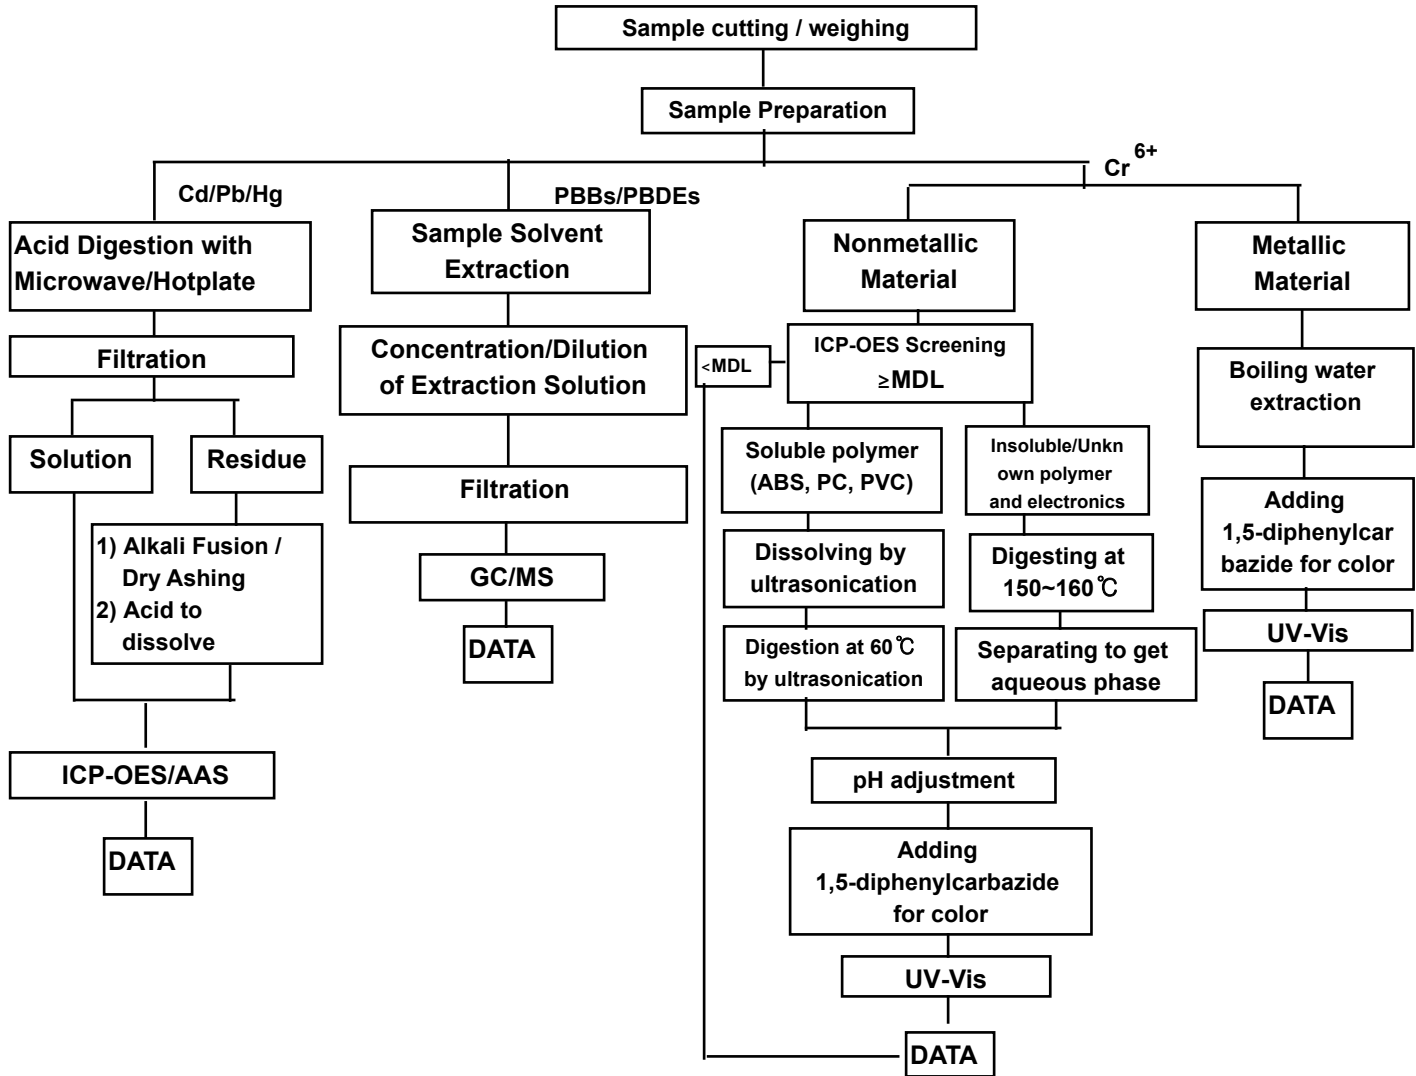 Sample cutting / weighing
Sample Preparation
Cd/Pb/Hg
Acid Digestion with
Microwave/Hotplate
Filtration
Solution
Residue
1) Alkali Fusion /
Dry Ashing
2) Acid to
dissolve
ICP-OES/AAS
DATA
PBBs/PBDEs
Sample Solvent
Extraction
Concentration/Dilution
of Extraction Solution
Filtration
GC/MS
DATA
Cr 6+
Nonmetallic
Material
ICP-OES Screening
≥MDL
<MDL
Soluble polymer
(ABS, PC, PVC)
Dissolving by
ultrasonication
Digestion at 60℃
by ultrasonication
Insoluble/Unkn
own polymer
and electronics
Digesting at
150~160℃
Separating to get
aqueous phase
pH adjustment
Adding
1,5-diphenylcarbazide
for color
UV-Vis
DATA
Metallic
Material
Boiling water
extraction
Adding
1,5-diphenylcar
bazide for color
UV-Vis
DATA